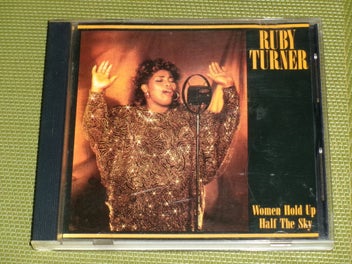 RUBY
TURNER
Women Hold Up
Half The Sky